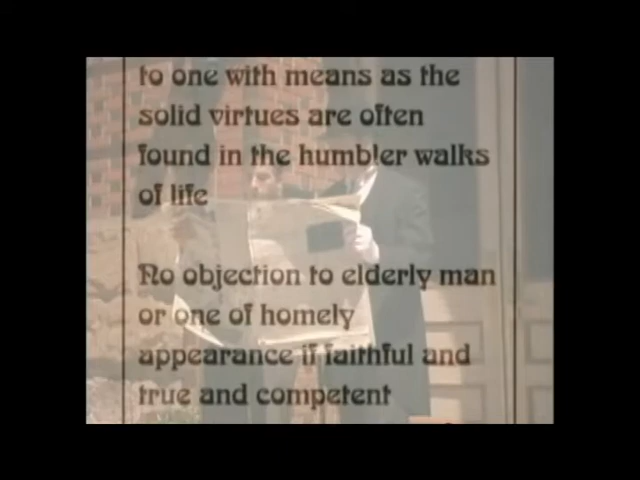 to one with means as the
solid virtues are often
found in the humbler walks
of life
No objection to elderly man
or one of homely
appearance if faithful and
true and competent